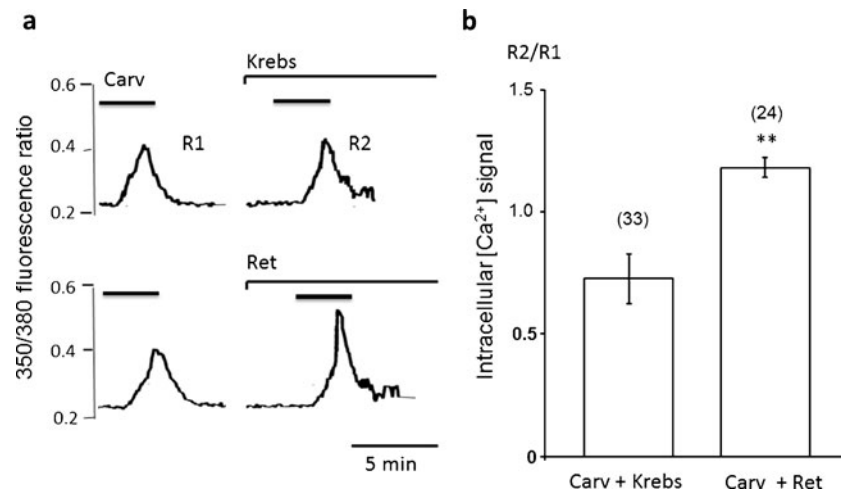 a
Krebs
Carv
0.6
0.4
0.2
R1
R2
Ret
0.6
0.4
0.2
350/380 fluorescence ratio
5 min
b
R2/R1
1.5
1.0
0.5
0
Intracellular [Ca²⁺] signal
(33)
(24)
**
Carv + Krebs
Carv + Ret